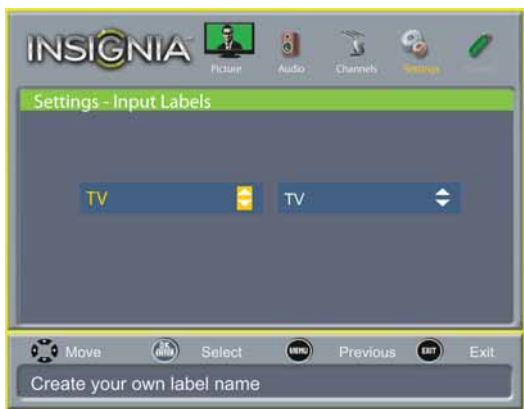 INSIGNIA
Picture Audio Channels Settings
Settings - Input Labels
TV TV
OK ENTER MENU EXIT
Move Select Previous Exit
Create your own label name